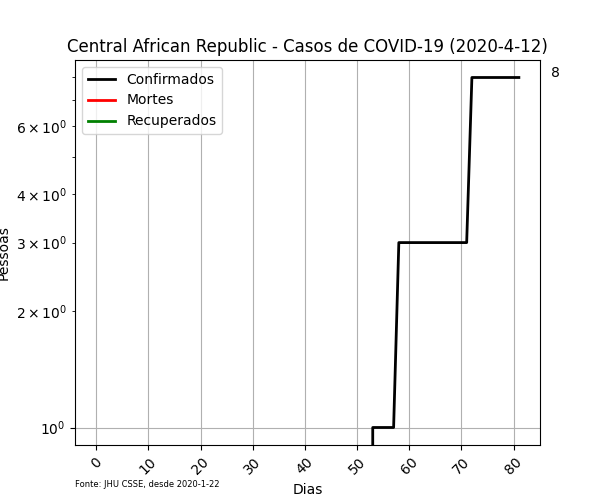 Central African Republic - Casos de COVID-19 (2020-4-12)
8
Confirmados
Mortes
Recuperados
6 × 10⁰
4 × 10⁰
3 × 10⁰
2 × 10⁰
10⁰
Pessoas
0 10 20 30 40 50 60 70 80
Dias
Fonte: JHU CSSE, desde 2020-1-22